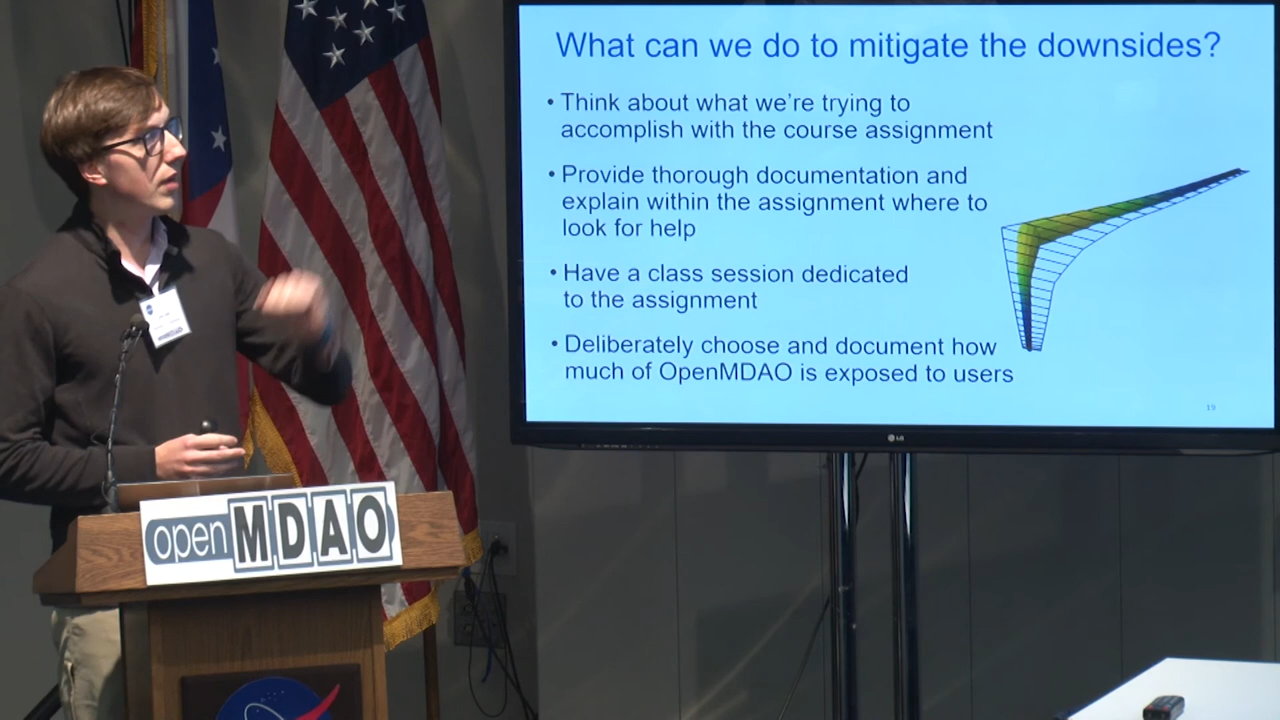 What can we do to mitigate the downsides?
• Think about what we're trying to
accomplish with the course assignment
• Provide thorough documentation and
explain within the assignment where to
look for help
• Have a class session dedicated
to the assignment
• Deliberately choose and document how
much of OpenMDAO is exposed to users
19
LG
openMDAO